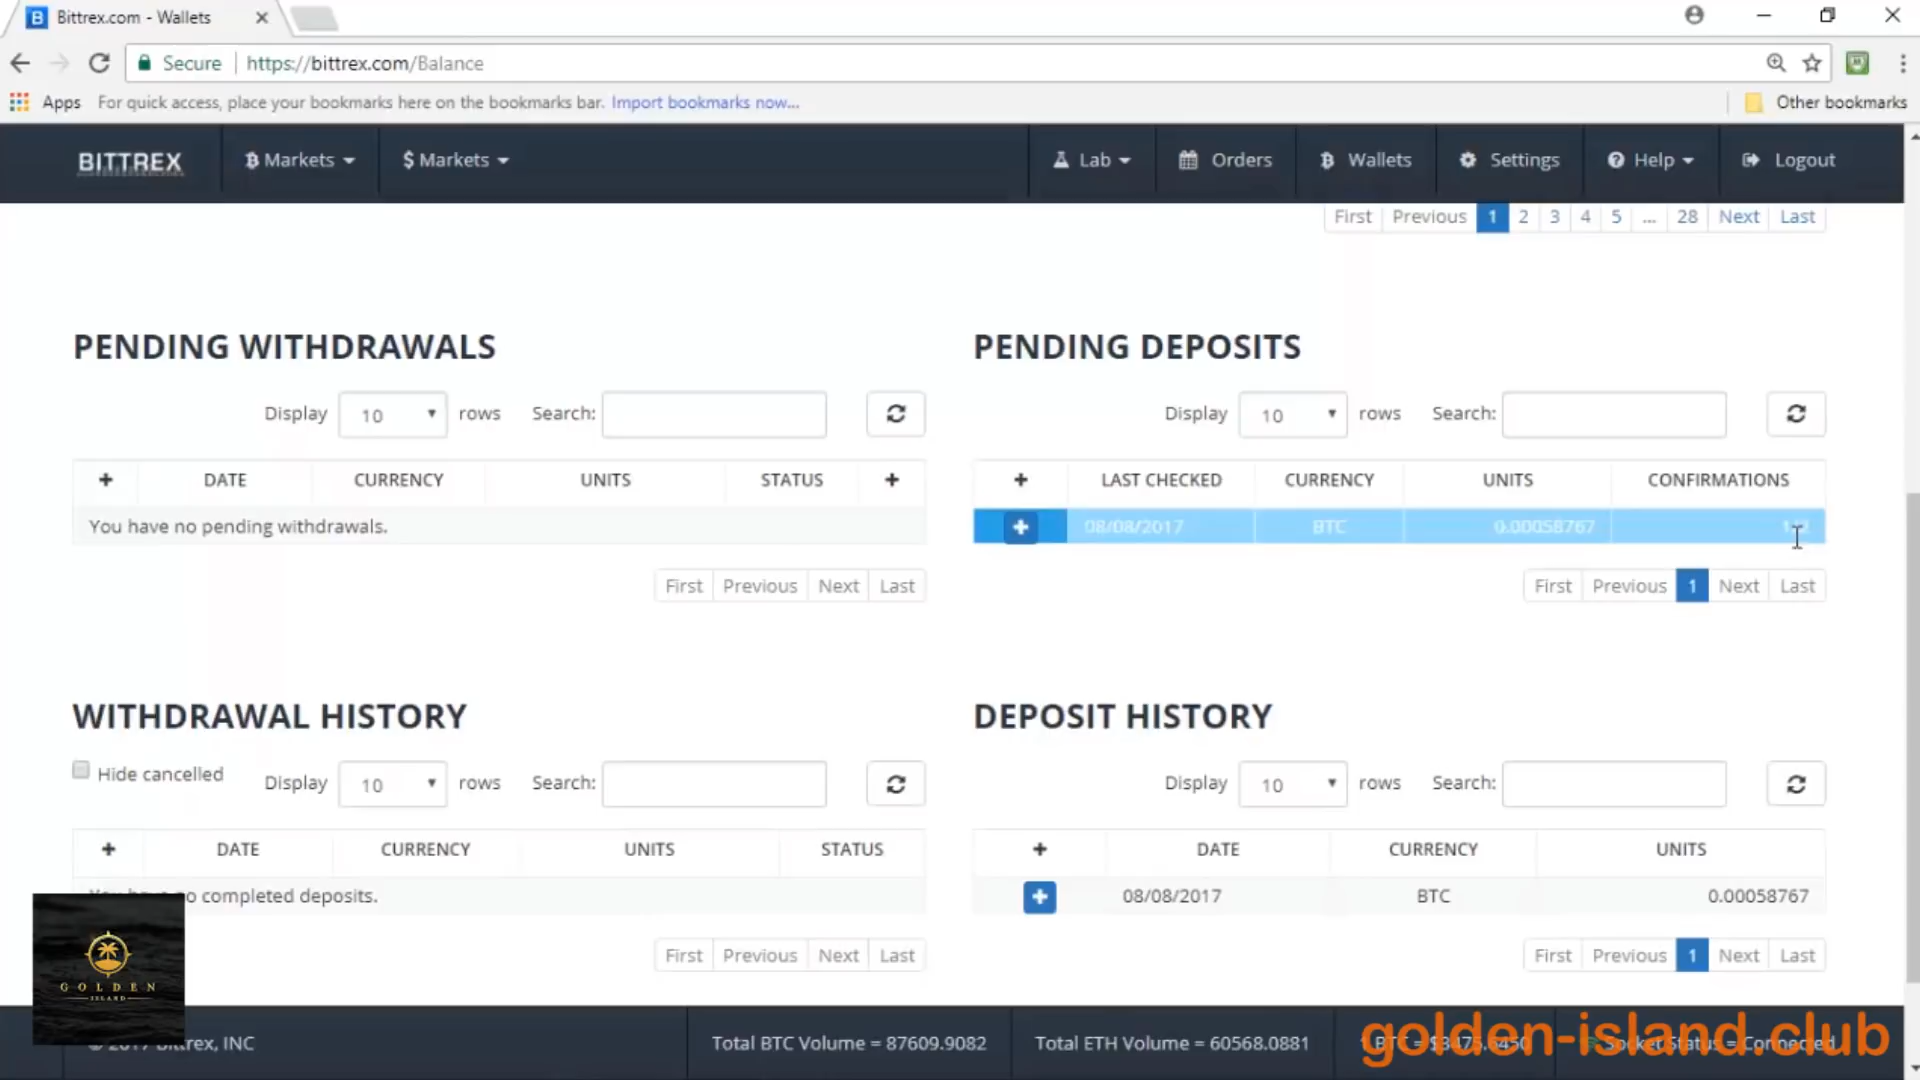 Bittrex.com - Wallets
Secure https://bittrex.com/Balance
Apps For quick access, place your bookmarks here on the bookmarks bar. Import bookmarks now... Other bookmarks
BITTREX Markets $ Markets Lab Orders Wallets Settings Help Logout
First Previous 1 2 3 4 5 ... 28 Next Last
PENDING WITHDRAWALS
Display 10 rows Search:
+ DATE CURRENCY UNITS STATUS +
You have no pending withdrawals.
First Previous Next Last
PENDING DEPOSITS
Display 10 rows Search:
+ LAST CHECKED CURRENCY UNITS CONFIRMATIONS
+ 08/08/2017 BTC 0.00058767
First Previous 1 Next Last
WITHDRAWAL HISTORY
Hide cancelled Display 10 rows Search:
+ DATE CURRENCY UNITS STATUS
no completed deposits.
First Previous Next Last
DEPOSIT HISTORY
Display 10 rows Search:
+ DATE CURRENCY UNITS
+ 08/08/2017 BTC 0.00058767
First Previous 1 Next Last
GOLDEN
ISLAND
© 2017 Bittrex, INC Total BTC Volume = 87609.9082 Total ETH Volume = 60568.0881
golden-island.club